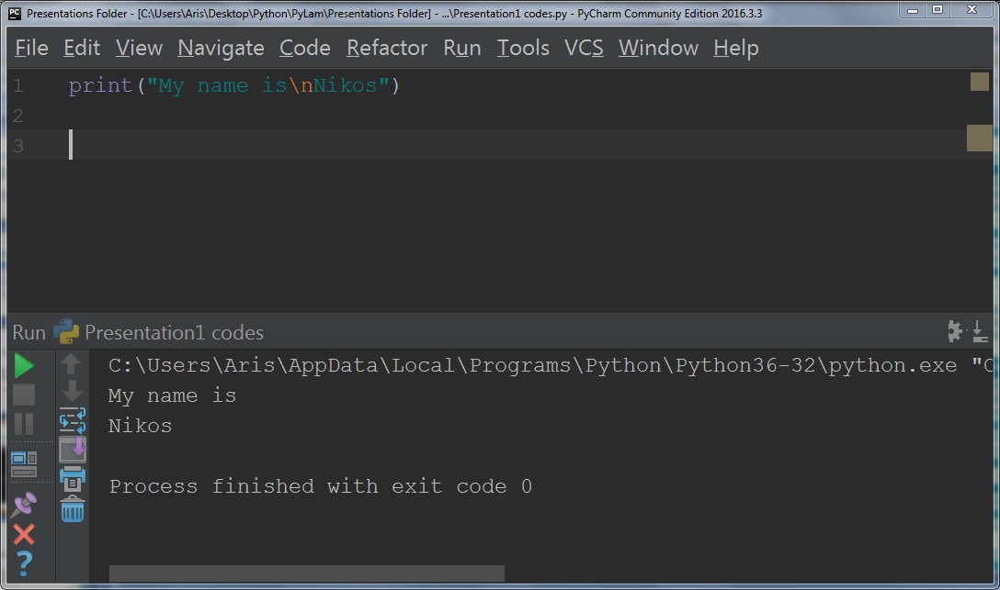 Presentations Folder - [C:\Users\Aris\Desktop\Python\PyLam\Presentations Folder] - ...\Presentation1 codes.py - PyCharm Community Edition 2016.3.3
File Edit View Navigate Code Refactor Run Tools VCS Window Help
1 print("My name is\nNikos")
2
3
Run Presentation1 codes
C:\Users\Aris\AppData\Local\Programs\Python\Python36-32\python.exe "C
My name is
Nikos
Process finished with exit code 0